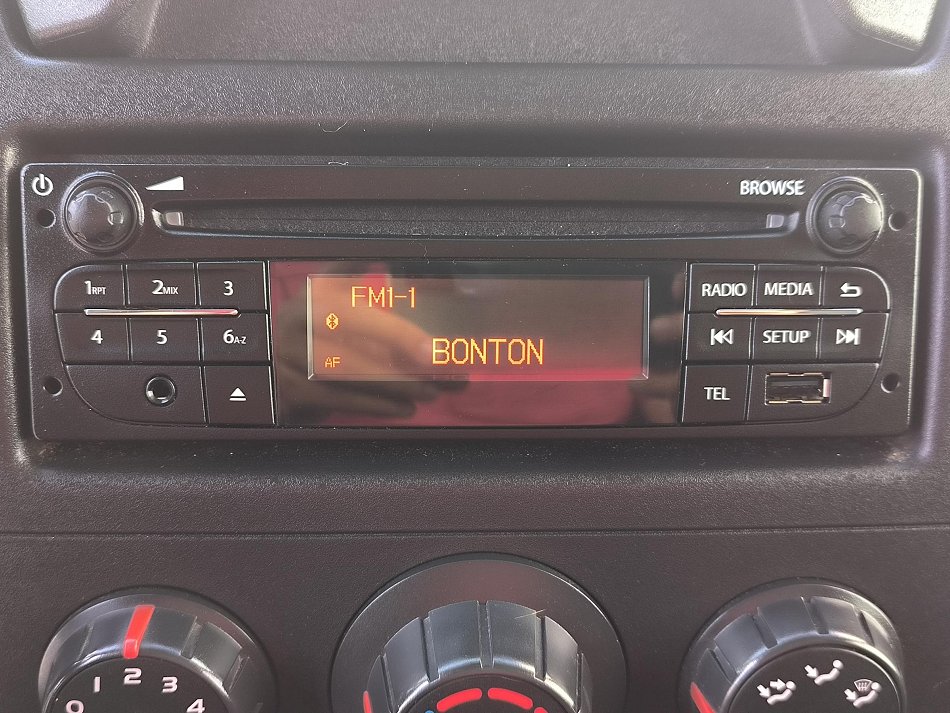 BROWSE
1RPT 2MIX 3
4 5 6A-Z
FM1-1
AF
BONTON
RADIO MEDIA
SETUP
TEL
0 1 2 3 4